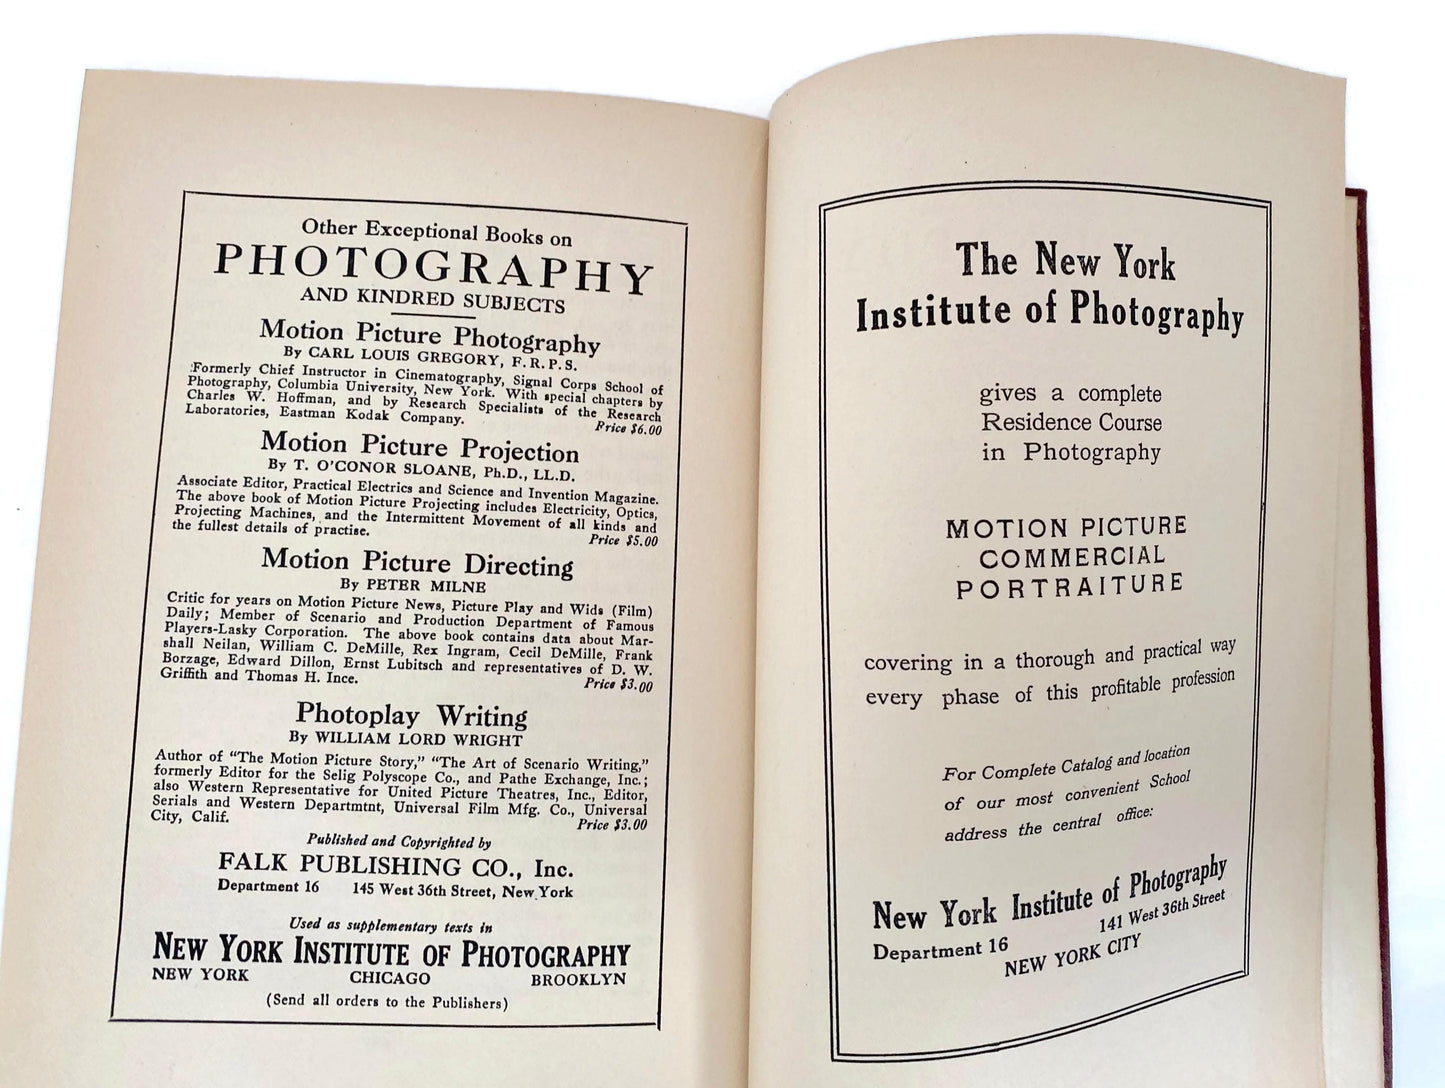 Other Exceptional Books on
PHOTOGRAPHY
AND KINDRED SUBJECTS
Motion Picture Photography
By CARL LOUIS GREGORY, F. R. P. S.
Formerly Chief Instructor in Cinematography, Signal Corps School of
Photography, Columbia University, New York. With special chapters by
Charles W. Hoffman, and by Research Specialists of the Research
Laboratories, Eastman Kodak Company.
Price $6.00
Motion Picture Projection
By T. O'CONOR SLOANE, Ph.D., LL.D.
Associate Editor, Practical Electrics and Science and Invention Magazine.
The above book of Motion Picture Projecting includes Electricity, Optics,
Projecting Machines, and the Intermittent Movement of all kinds and
the fullest details of practise.
Price $5.00
Motion Picture Directing
By PETER MILNE
Critic for years on Motion Picture News, Picture Play and Wids (Film)
Daily; Member of Scenario and Production Department of Famous
Players-Lasky Corporation. The above book contains data about Mar-
shall Neilan, William C. DeMille, Rex Ingram, Cecil DeMille, Frank
Borzage, Edward Dillon, Ernst Lubitsch and representatives of D. W.
Griffith and Thomas H. Ince.
Price $3.00
Photoplay Writing
By WILLIAM LORD WRIGHT
Author of "The Motion Picture Story," "The Art of Scenario Writing,"
formerly Editor for the Selig Polyscope Co., and Pathe Exchange, Inc.;
also Western Representative for United Picture Theatres, Inc., Editor,
Serials and Western Departmtnt, Universal Film Mfg. Co., Universal
City, Calif.
Price $3.00
Published and Copyrighted by
FALK PUBLISHING CO., Inc.
Department 16 145 West 36th Street, New York
Used as supplementary texts in
NEW YORK INSTITUTE OF PHOTOGRAPHY
NEW YORK CHICAGO BROOKLYN
(Send all orders to the Publishers)
The New York
Institute of Photography
gives a complete
Residence Course
in Photography
MOTION PICTURE
COMMERCIAL
PORTRAITURE
covering in a thorough and practical way
every phase of this profitable profession
For Complete Catalog and location
of our most convenient School
address the central office:
New York Institute of Photography
Department 16 141 West 36th Street
NEW YORK CITY